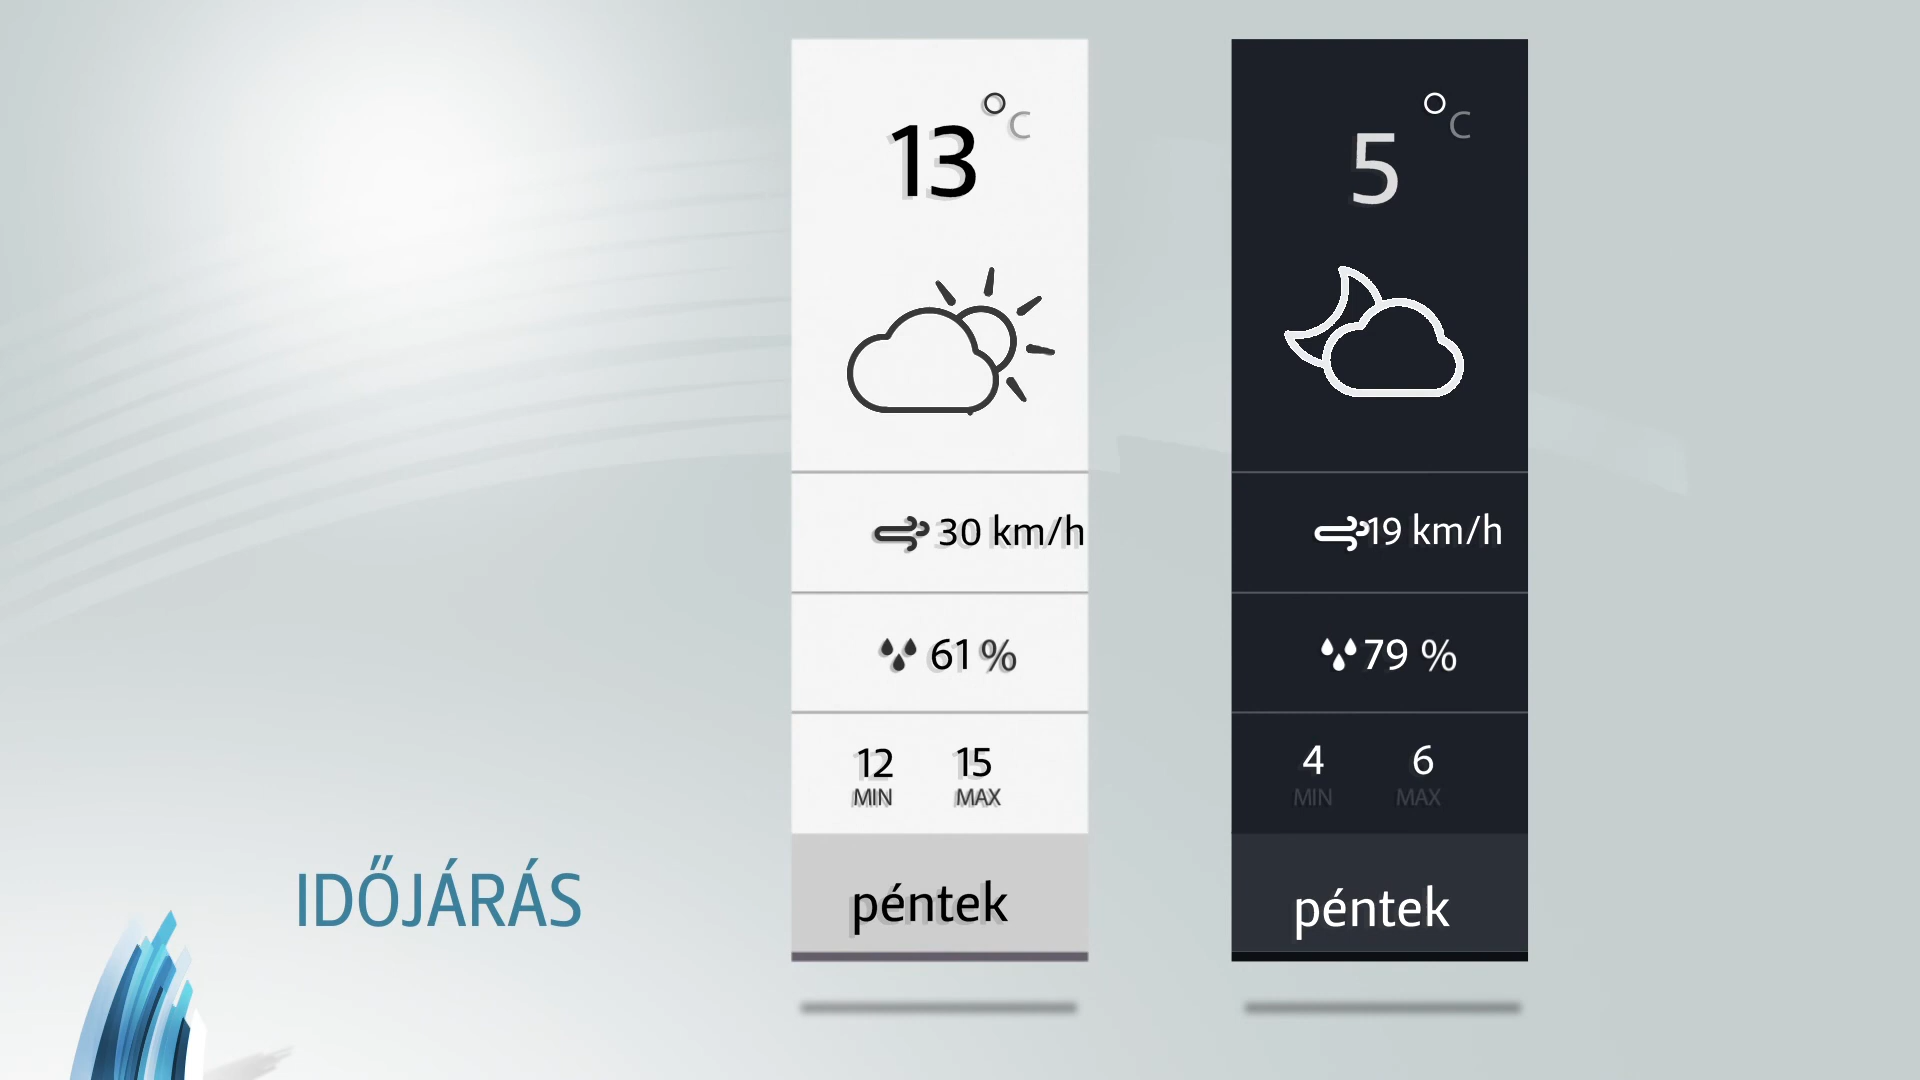 13 °C
30 km/h
61 %
12 15
MIN MAX
péntek
5 °C
19 km/h
79 %
4 6
MIN MAX
péntek
IDŐJÁRÁS